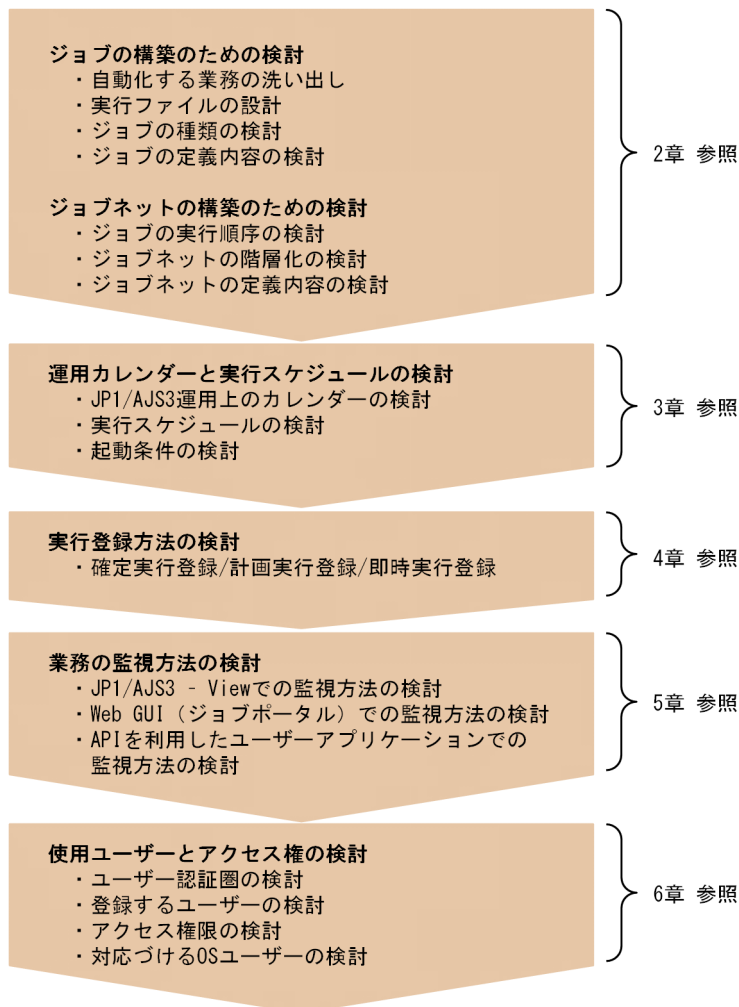 ジョブの構築のための検討
・自動化する業務の洗い出し
・実行ファイルの設計
・ジョブの種類の検討
・ジョブの定義内容の検討
2章 参照
ジョブネットの構築のための検討
・ジョブの実行順序の検討
・ジョブネットの階層化の検討
・ジョブネットの定義内容の検討
運用カレンダーと実行スケジュールの検討
・JP1/AJS3運用上のカレンダーの検討
・実行スケジュールの検討
・起動条件の検討
3章 参照
実行登録方法の検討
・確定実行登録/計画実行登録/即時実行登録
4章 参照
業務の監視方法の検討
・JP1/AJS3 - Viewでの監視方法の検討
・Web GUI（ジョブポータル）での監視方法の検討
・APIを利用したユーザーアプリケーションでの
監視方法の検討
5章 参照
使用ユーザーとアクセス権の検討
・ユーザー認証圏の検討
・登録するユーザーの検討
・アクセス権限の検討
・対応づけるOSユーザーの検討
6章 参照